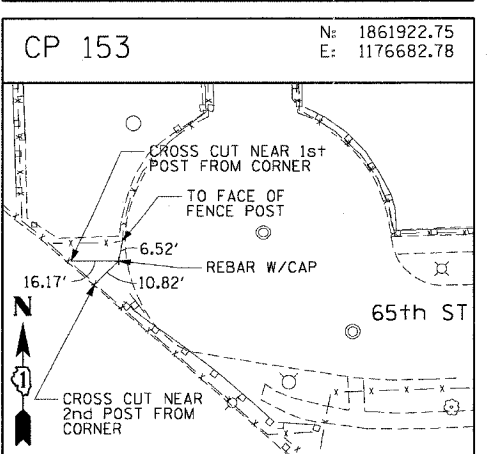 CP 153
N: 1861922.75
E: 1176682.78
CROSS CUT NEAR 1st
POST FROM CORNER
TO FACE OF
FENCE POST
6.52'
REBAR W/CAP
16.17'
10.82'
N
65th ST
1
CROSS CUT NEAR
2nd POST FROM
CORNER